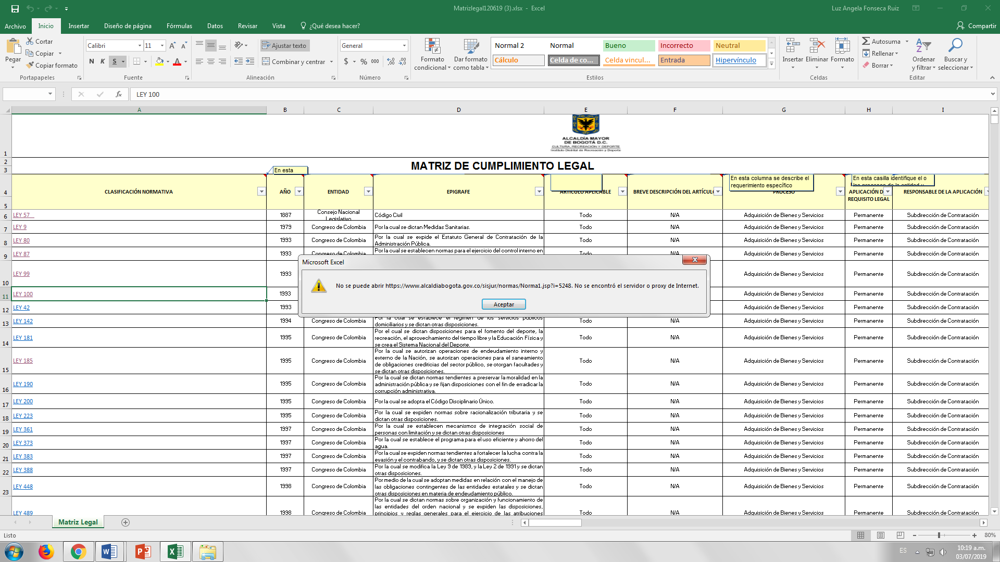 Matrizlegal120619 (3).xlsx - Excel
Luz Angela Fonseca Ruiz
Archivo Inicio Insertar Diseño de página Fórmulas Datos Revisar Vista ¿Qué desea hacer? Compartir
Pegar
Cortar
Copiar
Copiar formato
Portapapeles
Calibri 11
N K S
Fuente
Ajustar texto
Combinar y centrar
Alineación
General
$ % 000
Número
Formato condicional
Dar formato como tabla
Normal 2 Normal Bueno Incorrecto Neutral
Cálculo Celda de co... Celda vincul... Entrada Hipervínculo
Estilos
Insertar Eliminar Formato
Celdas
Autosuma
Rellenar
Borrar
Ordenar y filtrar
Buscar y seleccionar
Editar
fx LEY 100
A B C D E F G H I
ALCALDÍA MAYOR
DE BOGOTÁ D.C.
CULTURA, RECREACIÓN Y DEPORTE
Instituto Distrital de Recreación y Deporte
1
2
3
MATRIZ DE CUMPLIMIENTO LEGAL
En esta
En esta columna se describe el
requerimiento específico
En esta casilla identifique el o
4 CLASIFICACIÓN NORMATIVA AÑO ENTIDAD EPIGRAFE ARTÍCULO APLICABLE BREVE DESCRIPCIÓN DEL ARTÍCULO PROCESO APLICACIÓN DE REQUISITO LEGAL RESPONSABLE DE LA APLICACIÓN
5
6 LEY 57 1887 Consejo Nacional Legislativo Código Civil Todo N/A Adquisición de Bienes y Servicios Permanente Subdirección de Contratación
7 LEY 9 1979 Congreso de Colombia Por la cual se dictan Medidas Sanitarias. Todo N/A Adquisición de Bienes y Servicios Permanente Subdirección de Contratación
8 LEY 80 1993 Congreso de Colombia Por la cual se expide el Estatuto General de Contratación de la Administración Pública. Todo N/A Adquisición de Bienes y Servicios Permanente Subdirección de Contratación
9 LEY 87 1993 Congreso de Colombia Por la cual se establecen normas para el ejercicio del control interno en Todo N/A Adquisición de Bienes y Servicios Permanente Subdirección de Contratación
10 LEY 99 1993 Adquisición de Bienes y Servicios Permanente Subdirección de Contratación
11 LEY 100 1993 Adquisición de Bienes y Servicios Permanente Subdirección de Contratación
12 LEY 42 1993 Adquisición de Bienes y Servicios Permanente Subdirección de Contratación
Microsoft Excel
No se puede abrir https://www.alcaldiabogota.gov.co/sisjur/normas/Norma1.jsp?i=5248. No se encontró el servidor o proxy de Internet.
Aceptar
13 LEY 142 1994 Congreso de Colombia Por la cual se establece el régimen de los servicios públicos domiciliarios y se dictan otras disposiciones. Todo N/A Adquisición de Bienes y Servicios Permanente Subdirección de Contratación
14 LEY 181 1995 Congreso de Colombia Por el cual se dictan disposiciones para el fomento del deporte, la recreación, el aprovechamiento del tiempo libre y la Educación Física y se crea el Sistema Nacional del Deporte. Todo N/A Adquisición de Bienes y Servicios Permanente Subdirección de Contratación
15 LEY 185 1995 Congreso de Colombia Por la cual se autorizan operaciones de endeudamiento interno y externo de la Nación, se autorizan operaciones para el saneamiento de obligaciones crediticias del sector público, se otorgan facultades y se dictan otras disposiciones. Todo N/A Adquisición de Bienes y Servicios Permanente Subdirección de Contratación
16 LEY 190 1995 Congreso de Colombia Por la cual se dictan normas tendientes a preservar la moralidad en la administración pública y se fijan disposiciones con el fin de erradicar la corrupción administrativa. Todo N/A Adquisición de Bienes y Servicios Permanente Subdirección de Contratación
17 LEY 200 1995 Congreso de Colombia Por la cual se adopta el Código Disciplinario Único. Todo N/A Adquisición de Bienes y Servicios Permanente Subdirección de Contratación
18 LEY 223 1995 Congreso de Colombia Por la cual se expiden normas sobre racionalización tributaria y se dictan otras disposiciones. Todo N/A Adquisición de Bienes y Servicios Permanente Subdirección de Contratación
19 LEY 361 1997 Congreso de Colombia Por la cual se establecen mecanismos de integración social de personas con limitación y se dictan otras disposiciones Todo N/A Adquisición de Bienes y Servicios Permanente Subdirección de Contratación
20 LEY 373 1997 Congreso de Colombia Por la cual se establece el programa para el uso eficiente y ahorro del agua. Todo N/A Adquisición de Bienes y Servicios Permanente Subdirección de Contratación
21 LEY 383 1997 Congreso de Colombia Por la cual se expiden normas tendientes a fortalecer la lucha contra la evasión y el contrabando, y se dictan otras disposiciones. Todo N/A Adquisición de Bienes y Servicios Permanente Subdirección de Contratación
22 LEY 388 1997 Congreso de Colombia Por la cual se modifica la Ley 9 de 1989, y la Ley 2 de 1991 y se dictan otras disposiciones. Todo N/A Adquisición de Bienes y Servicios Permanente Subdirección de Contratación
23 LEY 448 1998 Congreso de Colombia Por medio de la cual se adoptan medidas en relación con el manejo de las obligaciones contingentes de las entidades estatales y se dictan otras disposiciones en materia de endeudamiento público. Todo N/A Adquisición de Bienes y Servicios Permanente Subdirección de Contratación
LEY 489 1998 Congreso de Colombia Por la cual se dictan normas sobre organización y funcionamiento de las entidades del orden nacional y se expiden las disposiciones, principios y reglas generales para el ejercicio de las atribuciones Todo N/A Adquisición de Bienes y Servicios Permanente Subdirección de Contratación
Matriz Legal
Listo
80%
ES
10:19 a.m.
03/07/2019